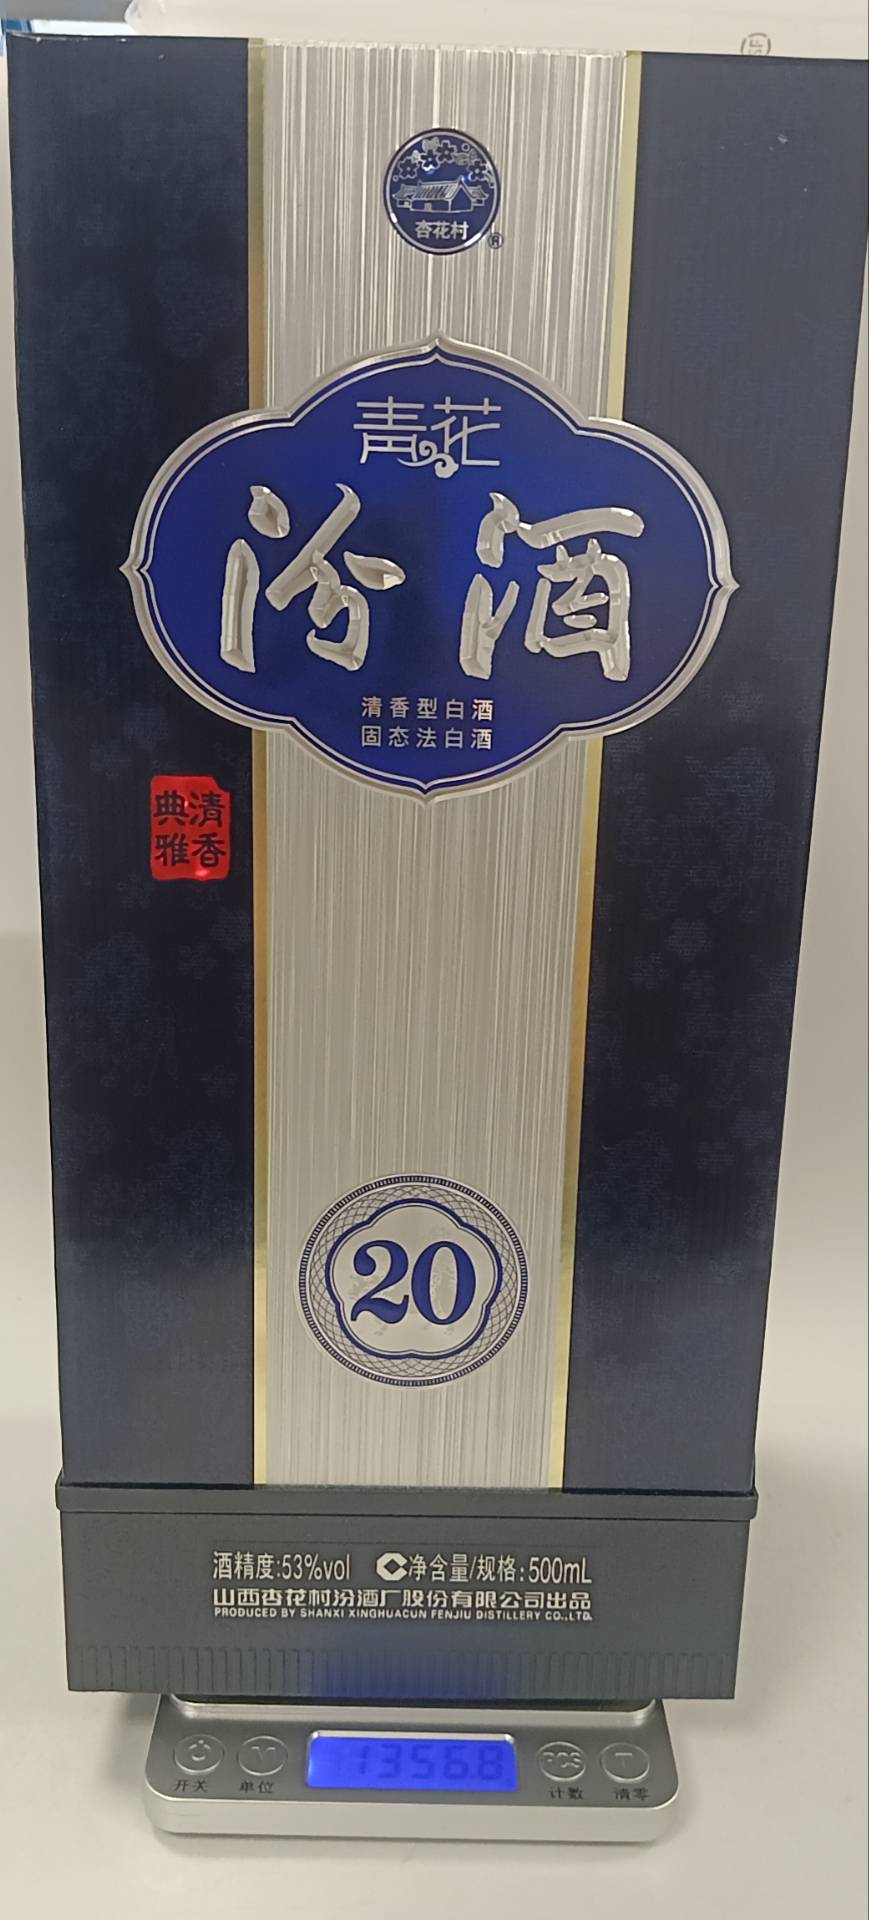 杏花村
®
青花
汾酒
清香型白酒
固态法白酒
清香
典雅
20
酒精度:53%vol 净含量/规格:500mL
山西杏花村汾酒厂股份有限公司出品
PRODUCED BY SHANXI XINGHUACUN FENJIU DISTILLERY CO.,LTD.
1356.8
PCS T
开关 单位 计数 清零